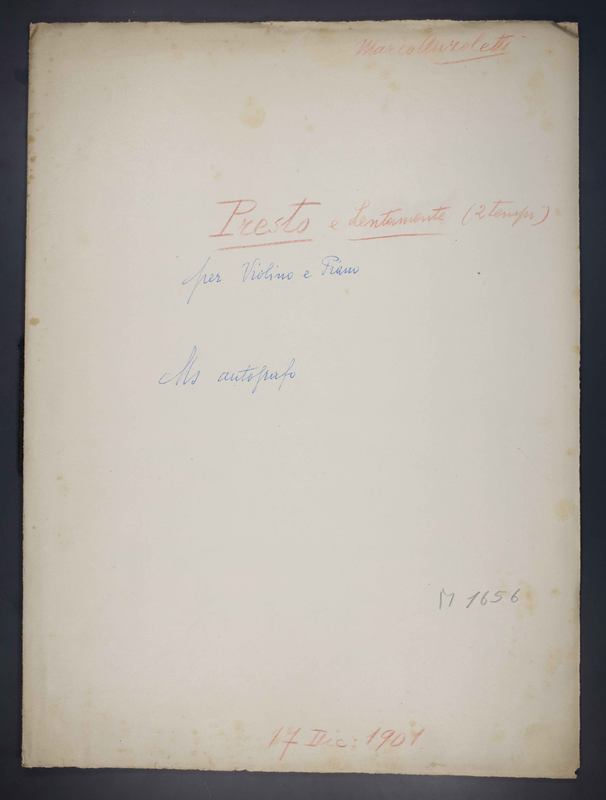 Marco Anzoletti
Presto e Lentamente (2 tempi)
per Violino e Piano
Ms autografo
M 1656
17 Dic: 1901